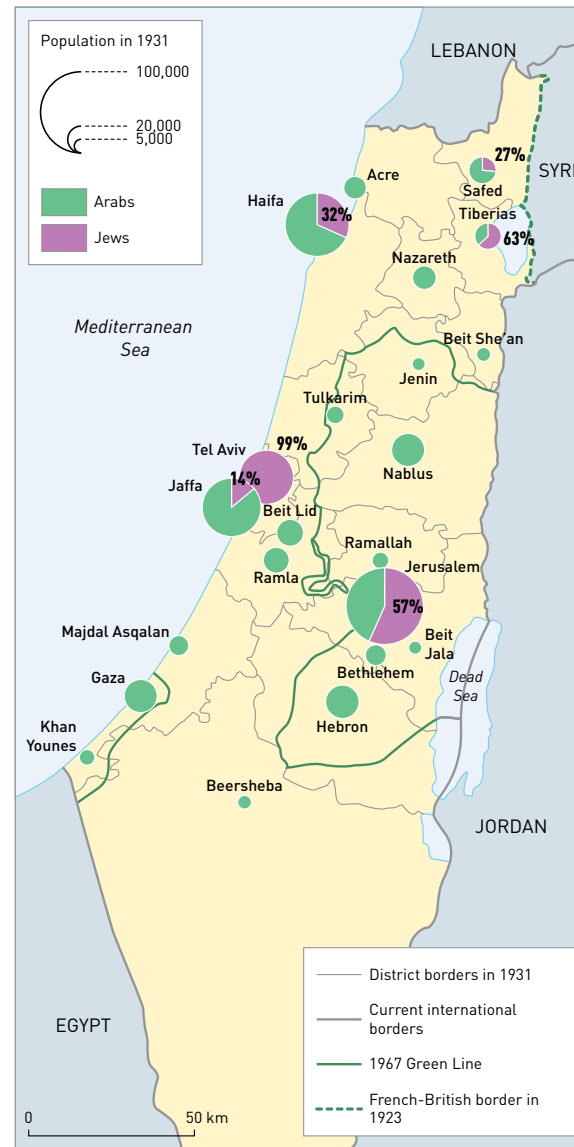 Population in 1931
100,000
20,000
5,000
Arabs
Jews
LEBANON
SYRI
Acre
Haifa
32%
27%
Safed
Tiberias
63%
Nazareth
Mediterranean
Sea
Beit She'an
Jenin
Tulkarim
Tel Aviv
99%
Nablus
Jaffa
14%
Beit Lid
Ramla
Ramallah
Jerusalem
57%
Majdal Asqalan
Beit
Jala
Bethlehem
Gaza
Dead
Sea
Hebron
Khan
Younes
Beersheba
JORDAN
EGYPT
District borders in 1931
Current international
borders
1967 Green Line
French-British border in
1923
0
50 km